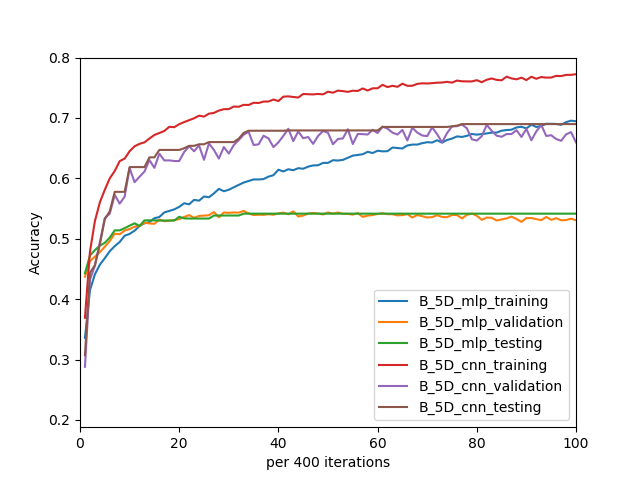 0.8
0.7
0.6
0.5
0.4
0.3
0.2
Accuracy
0 20 40 60 80 100
per 400 iterations
B_5D_mlp_training
B_5D_mlp_validation
B_5D_mlp_testing
B_5D_cnn_training
B_5D_cnn_validation
B_5D_cnn_testing